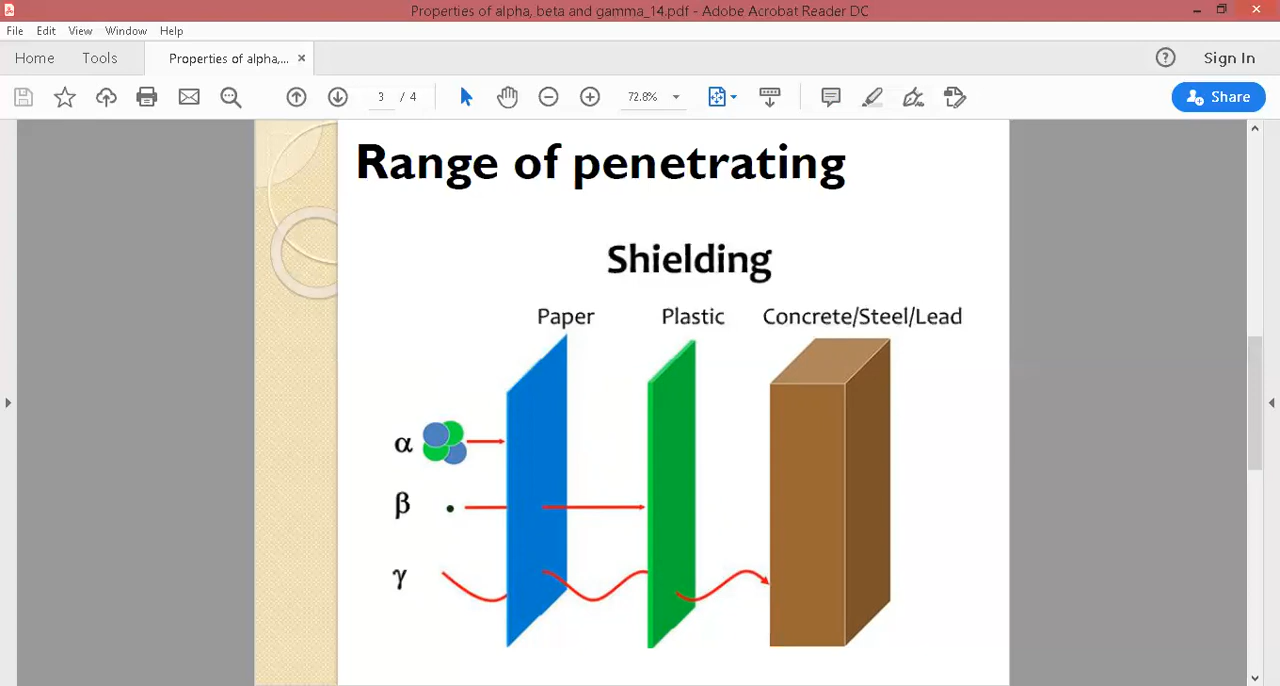 Properties of alpha, beta and gamma_14.pdf - Adobe Acrobat Reader DC
File Edit View Window Help
Home Tools Properties of alpha,... × Sign In
3 / 4 72.8% Share
Range of penetrating
Shielding
Paper Plastic Concrete/Steel/Lead
α
β
γ